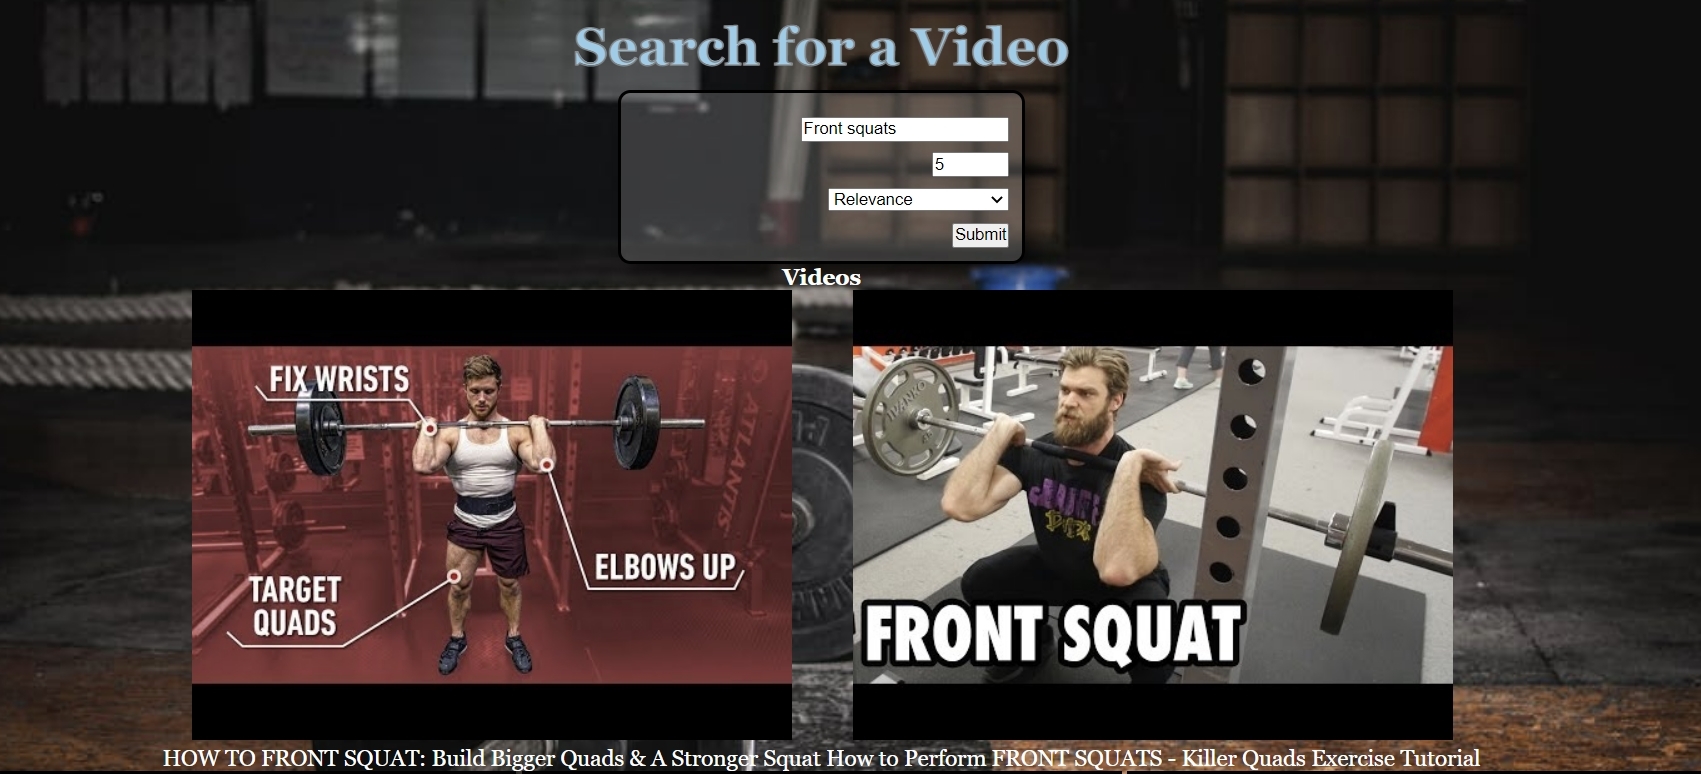 Search for a Video
Front squats
5
Relevance
Submit
Videos
FIX WRISTS
ELBOWS UP
TARGET
QUADS
ATLANTIS
IVANKO
FRONT SQUAT
HOW TO FRONT SQUAT: Build Bigger Quads & A Stronger Squat How to Perform FRONT SQUATS - Killer Quads Exercise Tutorial